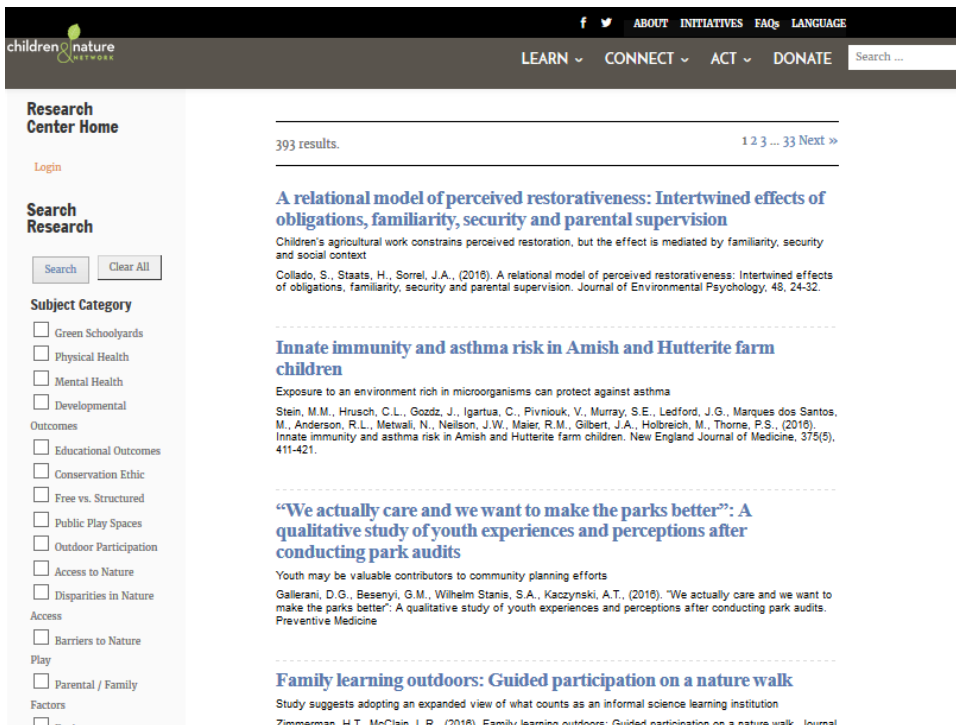 f ABOUT INITIATIVES FAQs LANGUAGE
children & nature
NETWORK
LEARN CONNECT ACT DONATE Search ...
Research
Center Home
Login
Search
Research
Search Clear All
Subject Category
Green Schoolyards
Physical Health
Mental Health
Developmental
Outcomes
Educational Outcomes
Conservation Ethic
Free vs. Structured
Public Play Spaces
Outdoor Participation
Access to Nature
Disparities in Nature
Access
Barriers to Nature
Play
Parental / Family
Factors
393 results.
1 2 3 ... 33 Next »
A relational model of perceived restorativeness: Intertwined effects of
obligations, familiarity, security and parental supervision
Children's agricultural work constrains perceived restoration, but the effect is mediated by familiarity, security
and social context
Collado, S., Staats, H., Sorrel, J.A., (2016). A relational model of perceived restorativeness: Intertwined effects
of obligations, familiarity, security and parental supervision. Journal of Environmental Psychology, 48, 24-32.
Innate immunity and asthma risk in Amish and Hutterite farm
children
Exposure to an environment rich in microorganisms can protect against asthma
Stein, M.M., Hrusch, C.L., Gozdz, J., Igartua, C., Pivniouk, V., Murray, S.E., Ledford, J.G., Marques dos Santos,
M., Anderson, R.L., Metwali, N., Neilson, J.W., Maier, R.M., Gilbert, J.A., Holbreich, M., Thorne, P.S., (2016).
Innate immunity and asthma risk in Amish and Hutterite farm children. New England Journal of Medicine, 375(5),
411-421.
“We actually care and we want to make the parks better”: A
qualitative study of youth experiences and perceptions after
conducting park audits
Youth may be valuable contributors to community planning efforts
Gallerani, D.G., Besenyi, G.M., Wilhelm Stanis, S.A., Kaczynski, A.T., (2016). "We actually care and we want to
make the parks better": A qualitative study of youth experiences and perceptions after conducting park audits.
Preventive Medicine
Family learning outdoors: Guided participation on a nature walk
Study suggests adopting an expanded view of what counts as an informal science learning institution
Zimmerman, H.T., McClain, L.R., (2016). Family learning outdoors: Guided participation on a nature walk. Journal